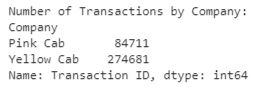 Number of Transactions by Company:
Company
Pink Cab       84711
Yellow Cab    274681
Name: Transaction ID, dtype: int64